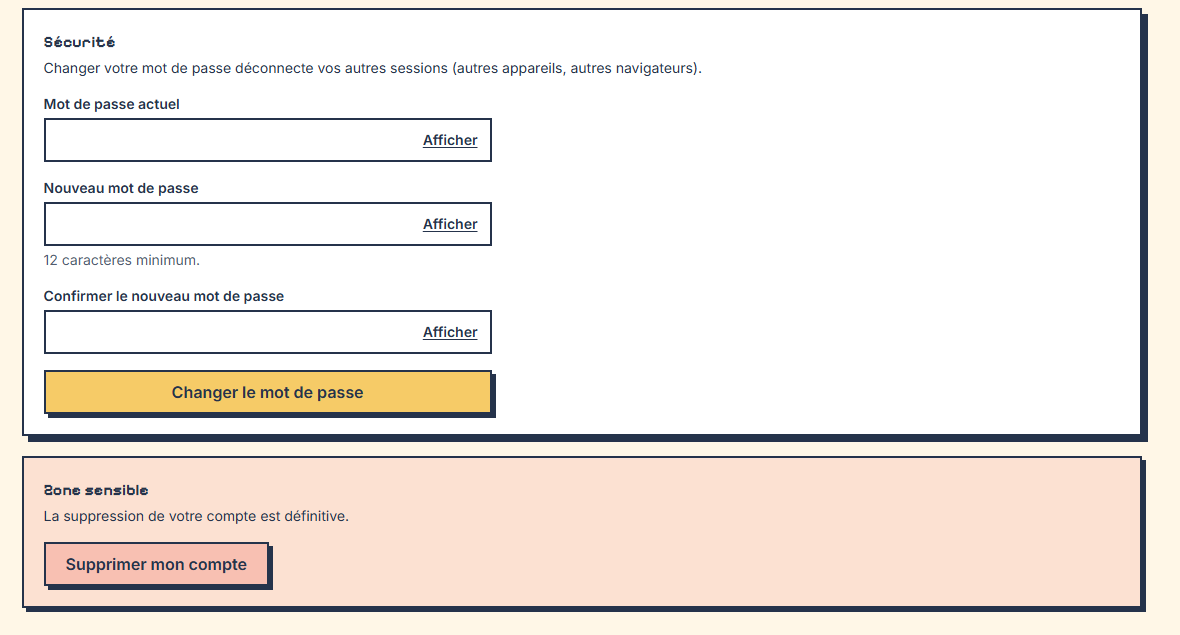 Sécurité
Changer votre mot de passe déconnecte vos autres sessions (autres appareils, autres navigateurs).
Mot de passe actuel
Afficher
Nouveau mot de passe
Afficher
12 caractères minimum.
Confirmer le nouveau mot de passe
Afficher
Changer le mot de passe
Zone sensible
La suppression de votre compte est définitive.
Supprimer mon compte